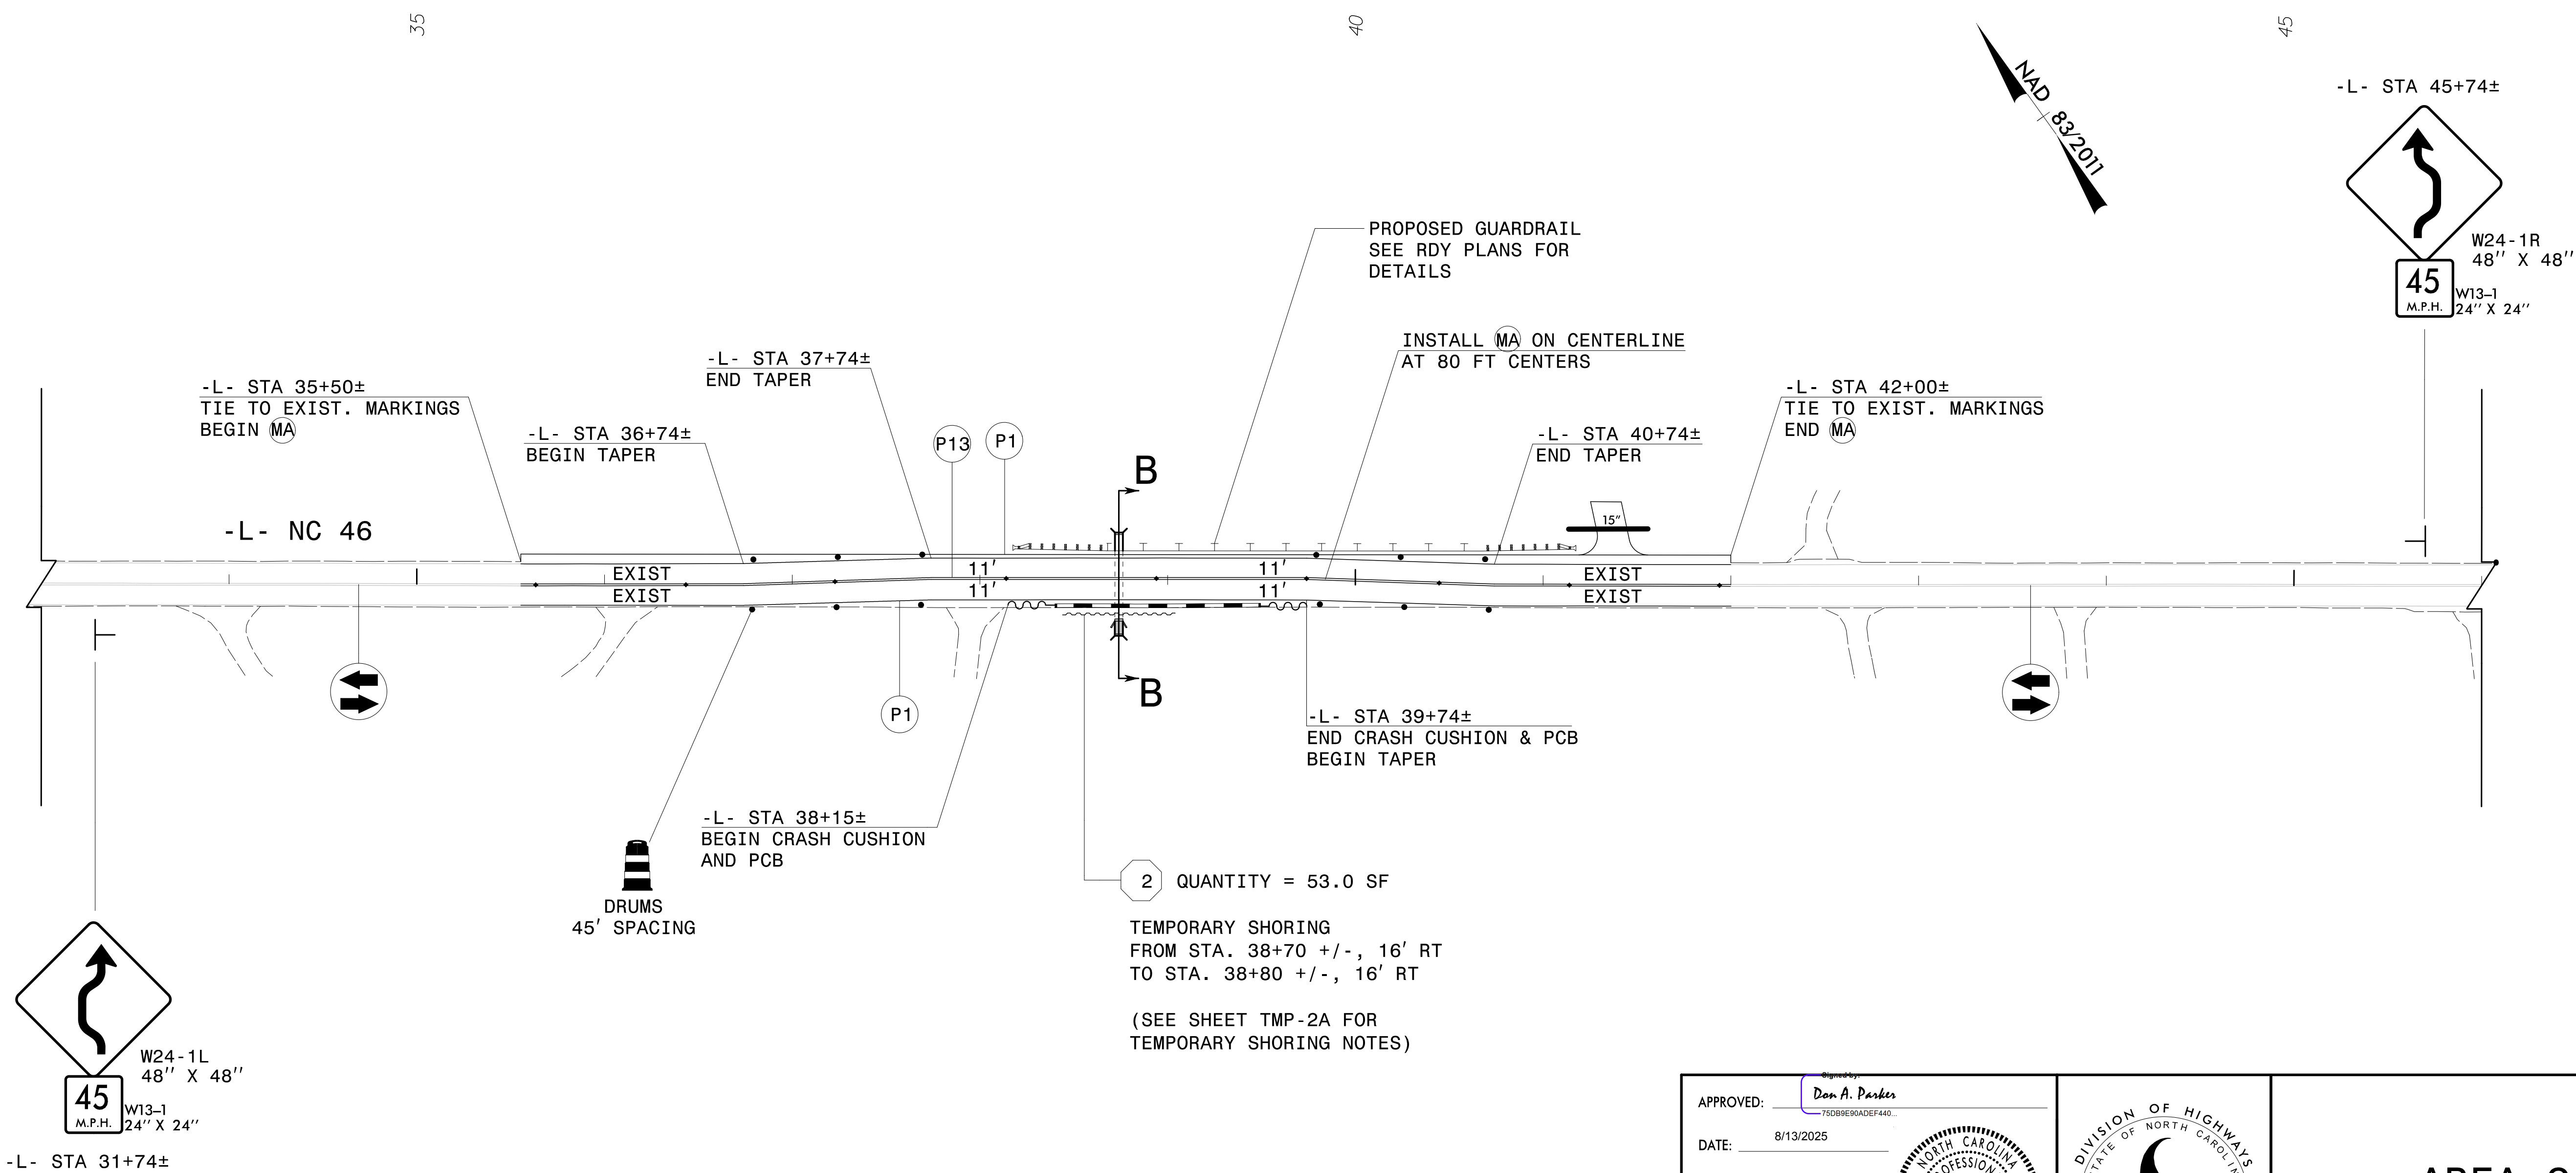 35
40
45
NAD 83/2011
-L- STA 45+74±
W24-1R
48'' X 48''
45
M.P.H.
W13-1
24'' X 24''
PROPOSED GUARDRAIL
SEE RDY PLANS FOR
DETAILS
INSTALL MA ON CENTERLINE
AT 80 FT CENTERS
-L- STA 37+74±
END TAPER
-L- STA 35+50±
TIE TO EXIST. MARKINGS
BEGIN MA
-L- STA 36+74±
BEGIN TAPER
P13
P1
-L- STA 40+74±
END TAPER
-L- STA 42+00±
TIE TO EXIST. MARKINGS
END MA
B
-L- NC 46
15''
EXIST
11'
11'
EXIST
EXIST
11'
11'
EXIST
B
P1
-L- STA 39+74±
END CRASH CUSHION & PCB
BEGIN TAPER
-L- STA 38+15±
BEGIN CRASH CUSHION
AND PCB
DRUMS
45' SPACING
2 QUANTITY = 53.0 SF
TEMPORARY SHORING
FROM STA. 38+70 +/-, 16' RT
TO STA. 38+80 +/-, 16' RT
(SEE SHEET TMP-2A FOR
TEMPORARY SHORING NOTES)
W24-1L
48'' X 48''
45
M.P.H.
W13-1
24'' X 24''
-L- STA 31+74±
Signed by:
APPROVED: Don A. Parker
75DB9E90ADEF440...
DATE: 8/13/2025
NORTH CAROLINA
DIVISION OF HIGHWAYS
STATE OF NORTH